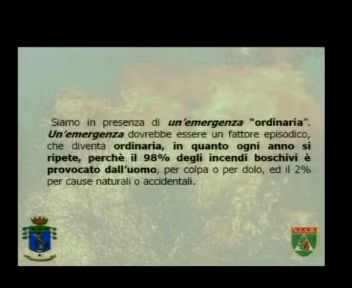 Siamo in presenza di un'emergenza "ordinaria".
Un'emergenza dovrebbe essere un fattore episodico,
che diventa ordinaria, in quanto ogni anno si
ripete, perchè il 98% degli incendi boschivi è
provocato dall'uomo, per colpa o per dolo, ed il 2%
per cause naturali o accidentali.